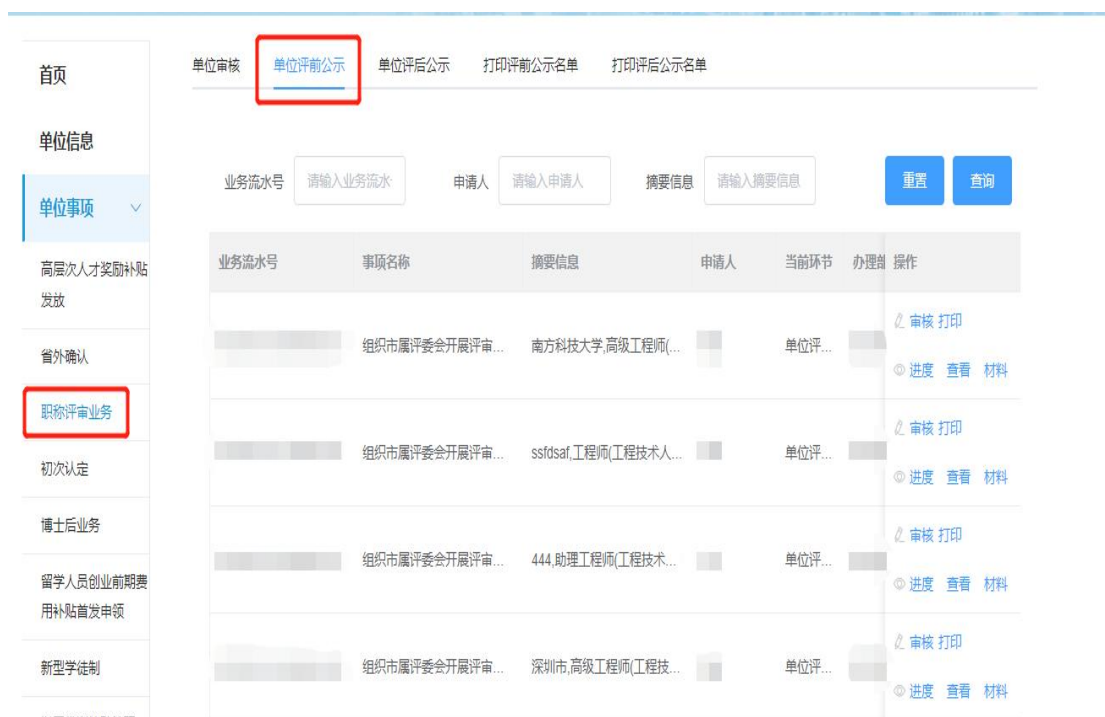 首页
单位信息
单位事项
高层次人才奖励补贴
发放
省外确认
职称评审业务
初次认定
博士后业务
留学人员创业前期费
用补贴首发申领
新型学徒制
单位审核 单位评前公示 单位评后公示 打印评前公示名单 打印评后公示名单
业务流水号 请输入业务流水 申请人 请输入申请人 摘要信息 请输入摘要信息 重置 查询
业务流水号 事项名称 摘要信息 申请人 当前环节 办理部 操作
组织市属评委会开展评审... 南方科技大学,高级工程师(... 单位评... 审核 打印
进度 查看 材料
组织市属评委会开展评审... ssfdsaf,工程师(工程技术人... 单位评... 审核 打印
进度 查看 材料
组织市属评委会开展评审... 444,助理工程师(工程技术... 单位评... 审核 打印
进度 查看 材料
组织市属评委会开展评审... 深圳市,高级工程师(工程技... 单位评... 审核 打印
进度 查看 材料